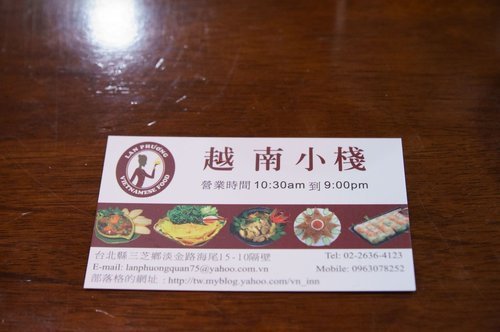 LAN PHUONG
VIETNAMESE FOOD
越南小棧
營業時間 10:30am 到 9:00pm
台北縣三芝鄉淡金路海尾15-10隔壁 Tel: 02-2636-4123
E-mail: lanphuongquan75@yahoo.com.vn Mobile: 0963078252
部落格的網址 : http://tw.myblog.yahoo.com/vn_inn